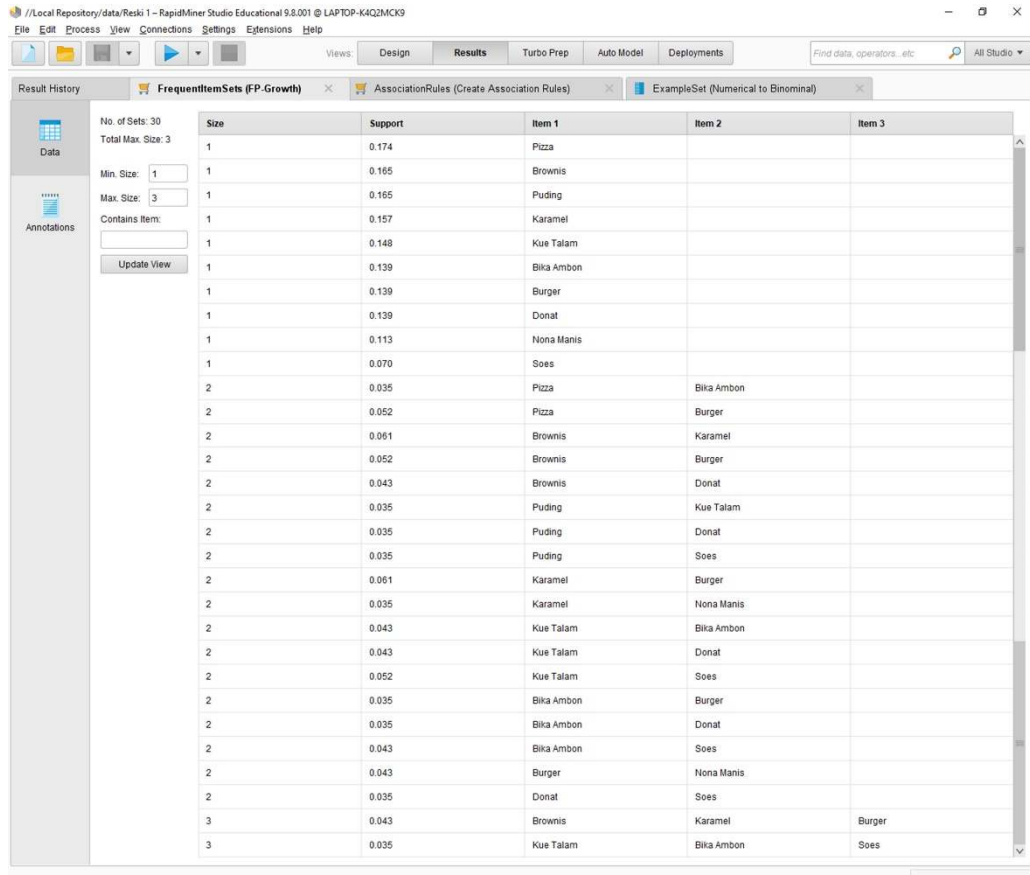 //Local Repository/data/Reski 1 – RapidMiner Studio Educational 9.8.001 @ LAPTOP-K4Q2MCK9
File Edit Process View Connections Settings Extensions Help
Views: Design Results Turbo Prep Auto Model Deployments Find data, operators...etc All Studio
Result History FrequentItemSets (FP-Growth) AssociationRules (Create Association Rules) ExampleSet (Numerical to Binominal)
Data
Annotations
No. of Sets: 30
Total Max. Size: 3
Min. Size: 1
Max. Size: 3
Contains Item:
Update View
Size Support Item 1 Item 2 Item 3
1 0.174 Pizza
1 0.165 Brownis
1 0.165 Puding
1 0.157 Karamel
1 0.148 Kue Talam
1 0.139 Bika Ambon
1 0.139 Burger
1 0.139 Donat
1 0.113 Nona Manis
1 0.070 Soes
2 0.035 Pizza Bika Ambon
2 0.052 Pizza Burger
2 0.061 Brownis Karamel
2 0.052 Brownis Burger
2 0.043 Brownis Donat
2 0.035 Puding Kue Talam
2 0.035 Puding Donat
2 0.035 Puding Soes
2 0.061 Karamel Burger
2 0.035 Karamel Nona Manis
2 0.043 Kue Talam Bika Ambon
2 0.043 Kue Talam Donat
2 0.052 Kue Talam Soes
2 0.035 Bika Ambon Burger
2 0.035 Bika Ambon Donat
2 0.043 Bika Ambon Soes
2 0.043 Burger Nona Manis
2 0.035 Donat Soes
3 0.043 Brownis Karamel Burger
3 0.035 Kue Talam Bika Ambon Soes